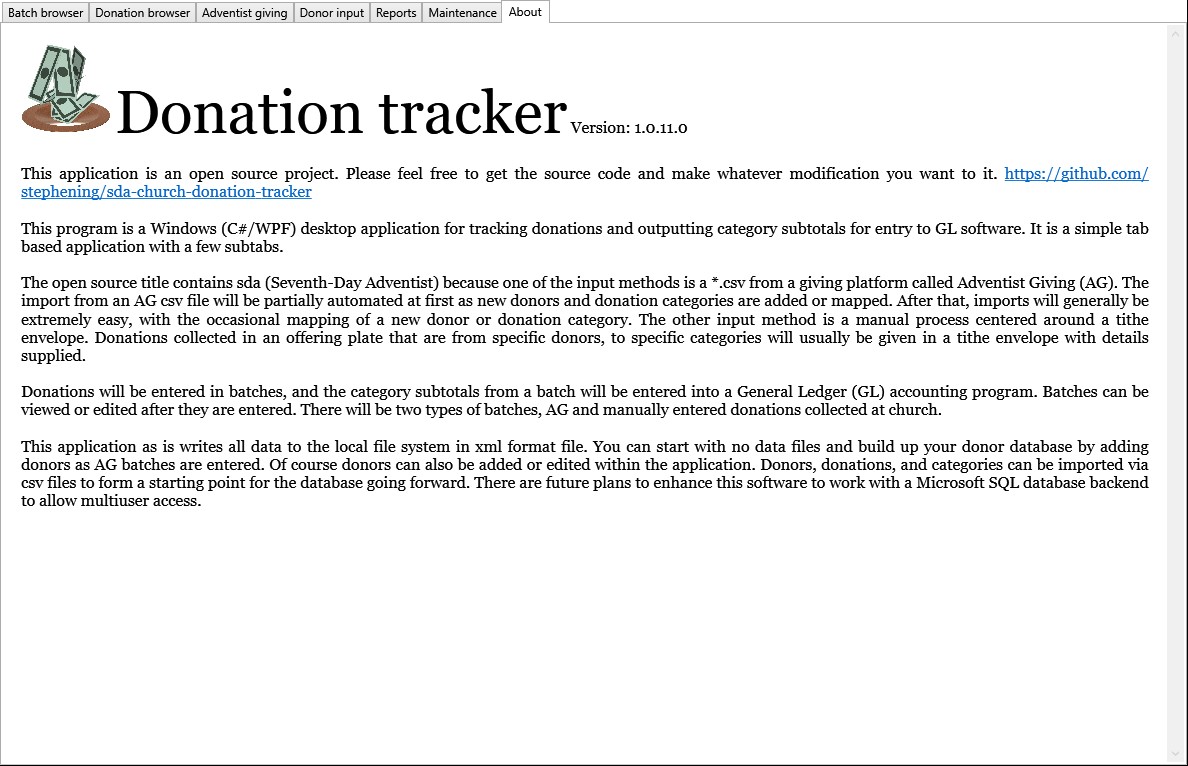 Batch browser Donation browser Adventist giving Donor input Reports Maintenance About
Donation tracker Version: 1.0.11.0
This application is an open source project. Please feel free to get the source code and make whatever modification you want to it. https://github.com/
stephening/sda-church-donation-tracker
This program is a Windows (C#/WPF) desktop application for tracking donations and outputting category subtotals for entry to GL software. It is a simple tab
based application with a few subtabs.
The open source title contains sda (Seventh-Day Adventist) because one of the input methods is a *.csv from a giving platform called Adventist Giving (AG). The
import from an AG csv file will be partially automated at first as new donors and donation categories are added or mapped. After that, imports will generally be
extremely easy, with the occasional mapping of a new donor or donation category. The other input method is a manual process centered around a tithe
envelope. Donations collected in an offering plate that are from specific donors, to specific categories will usually be given in a tithe envelope with details
supplied.
Donations will be entered in batches, and the category subtotals from a batch will be entered into a General Ledger (GL) accounting program. Batches can be
viewed or edited after they are entered. There will be two types of batches, AG and manually entered donations collected at church.
This application as is writes all data to the local file system in xml format file. You can start with no data files and build up your donor database by adding
donors as AG batches are entered. Of course donors can also be added or edited within the application. Donors, donations, and categories can be imported via
csv files to form a starting point for the database going forward. There are future plans to enhance this software to work with a Microsoft SQL database backend
to allow multiuser access.